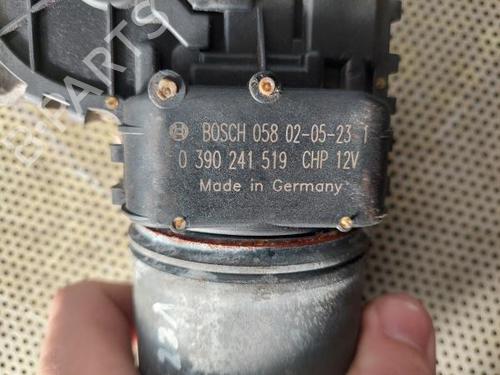 BOSCH 058 02-05-23 1
0 390 241 519 CHP 12V
Made in Germany